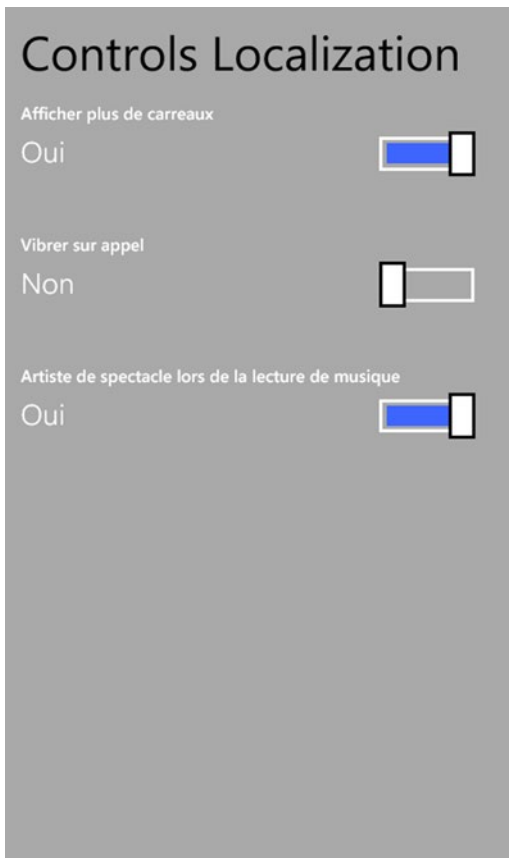 Controls Localization
Afficher plus de carreaux
Oui
Vibrer sur appel
Non
Artiste de spectacle lors de la lecture de musique
Oui